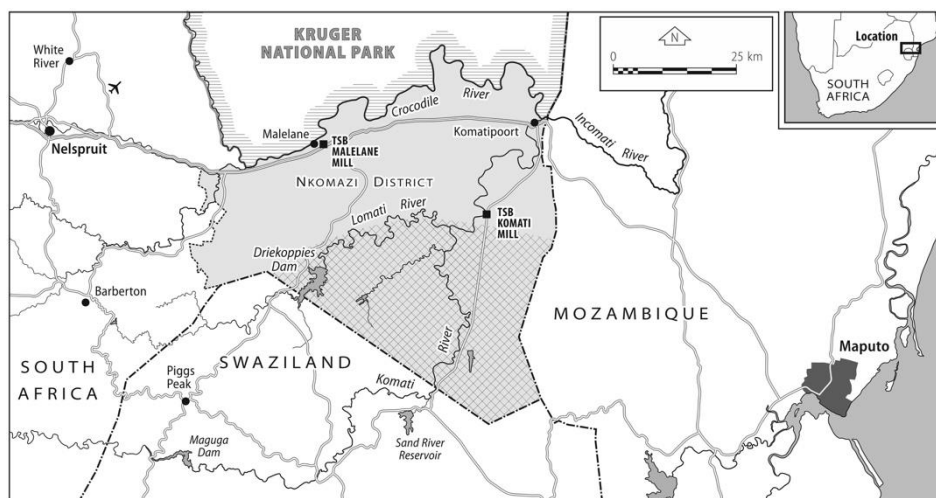 KRUGER
NATIONAL PARK
White
River
Nelspruit
Malelane
TSB
MALELANE
MILL
Crocodile
River
Komatipoort
Incomati
River
N
0
25 km
Location
SOUTH
AFRICA
NKOMAZI DISTRICT
Lomati
River
TSB
KOMATI
MILL
Driekoppies
Dam
Barberton
MOZAMBIQUE
Maputo
SOUTH
AFRICA
SWAZILAND
Piggs
Peak
Komati
River
Maguga
Dam
Sand River
Reservoir